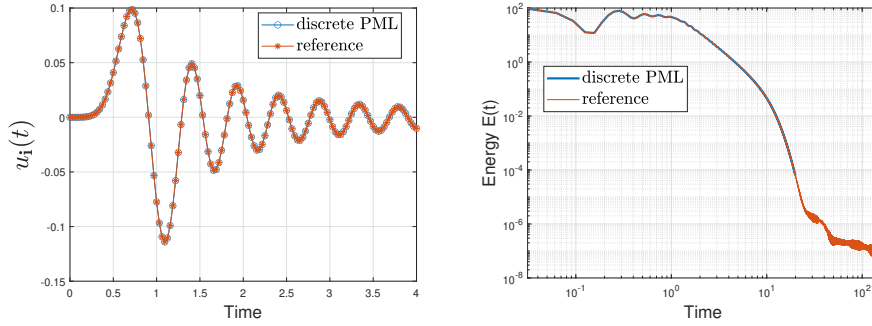 0.1
0.05
0
-0.05
-0.1
-0.15
u_i(t)
discrete PML
reference
0 0.5 1 1.5 2 2.5 3 3.5 4
Time
10^2
10^0
10^-2
10^-4
10^-6
10^-8
Energy E(t)
discrete PML
reference
10^-1 10^0 10^1 10^2
Time